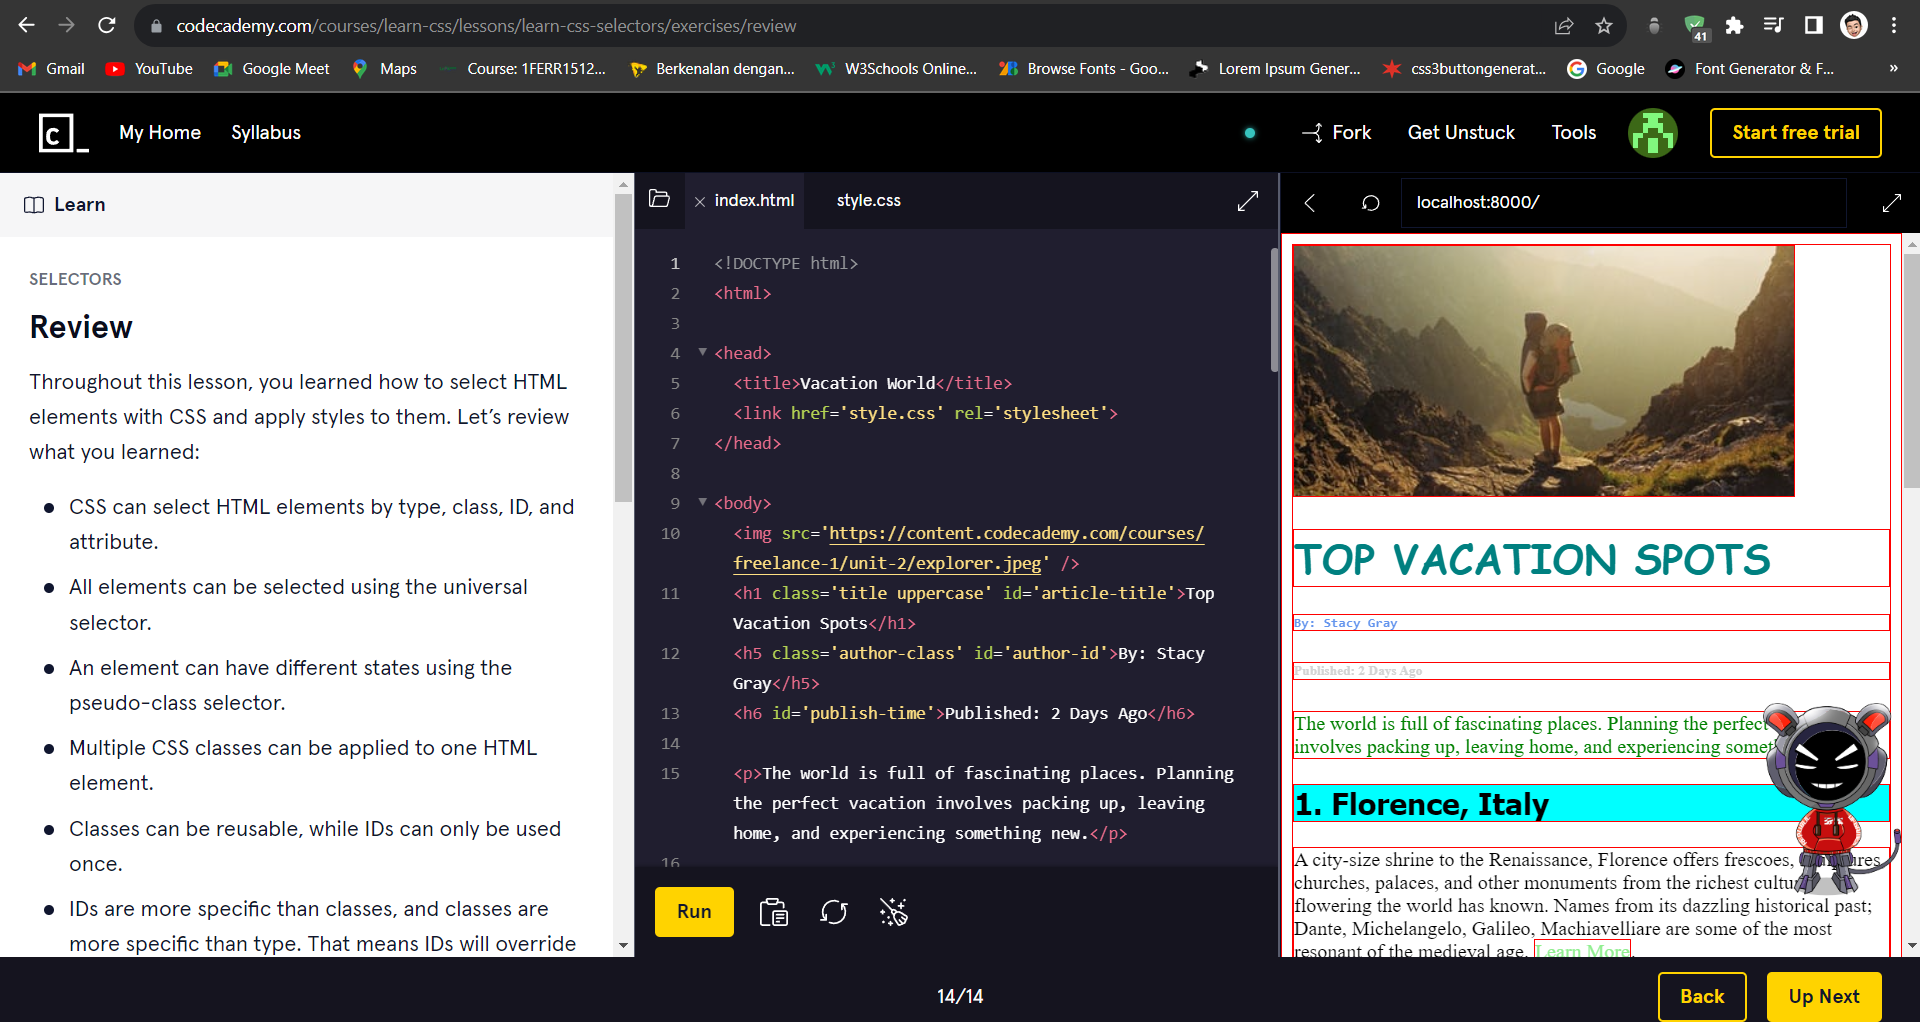 codecademy.com/courses/learn-css/lessons/learn-css-selectors/exercises/review
41
Gmail YouTube Google Meet Maps Course: 1FERR1512... Berkenalan dengan... W3Schools Online... Browse Fonts - Goo... Lorem Ipsum Gener... css3buttongenerat... Google Font Generator & F... »
c_ My Home Syllabus Fork Get Unstuck Tools Start free trial
Learn
SELECTORS
Review
Throughout this lesson, you learned how to select HTML
elements with CSS and apply styles to them. Let’s review
what you learned:
CSS can select HTML elements by type, class, ID, and
attribute.
All elements can be selected using the universal
selector.
An element can have different states using the
pseudo-class selector.
Multiple CSS classes can be applied to one HTML
element.
Classes can be reusable, while IDs can only be used
once.
IDs are more specific than classes, and classes are
more specific than type. That means IDs will override
index.html style.css
1 <!DOCTYPE html>
2 <html>
3
4 <head>
5 <title>Vacation World</title>
6 <link href='style.css' rel='stylesheet'>
7 </head>
8
9 <body>
10 <img src='https://content.codecademy.com/courses/
freelance-1/unit-2/explorer.jpeg' />
11 <h1 class='title uppercase' id='article-title'>Top
Vacation Spots</h1>
12 <h5 class='author-class' id='author-id'>By: Stacy
Gray</h5>
13 <h6 id='publish-time'>Published: 2 Days Ago</h6>
14
15 <p>The world is full of fascinating places. Planning
the perfect vacation involves packing up, leaving
home, and experiencing something new.</p>
16
Run
localhost:8000/
TOP VACATION SPOTS
By: Stacy Gray
Published: 2 Days Ago
The world is full of fascinating places. Planning the perfect
involves packing up, leaving home, and experiencing somet
1. Florence, Italy
A city-size shrine to the Renaissance, Florence offers frescoes,
churches, palaces, and other monuments from the richest cultu
flowering the world has known. Names from its dazzling historical past;
Dante, Michelangelo, Galileo, Machiavelliare are some of the most
resonant of the medieval age. Learn More.
14/14
Back Up Next